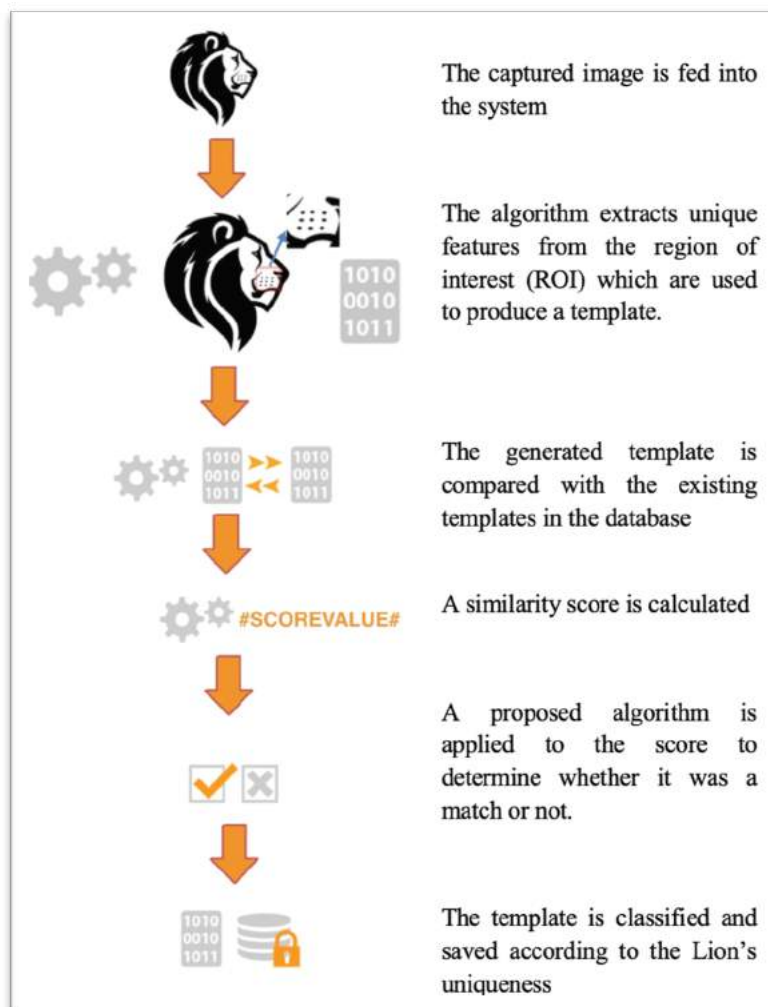 The captured image is fed into
the system
The algorithm extracts unique
features from the region of
interest (ROI) which are used
to produce a template.
1010
0010
1011
The generated template is
compared with the existing
templates in the database
1010
0010
1011
1010
0010
1011
A similarity score is calculated
#SCOREVALUE#
A proposed algorithm is
applied to the score to
determine whether it was a
match or not.
The template is classified and
saved according to the Lion's
uniqueness
1010
0010
1011